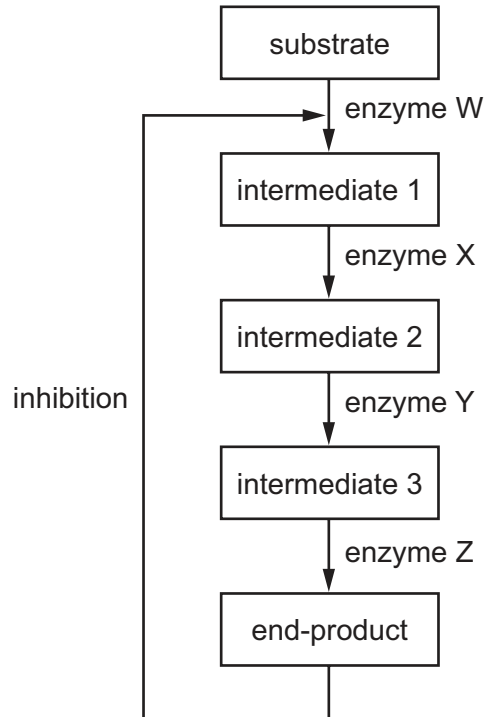 substrate
enzyme W
intermediate 1
enzyme X
intermediate 2
inhibition
enzyme Y
intermediate 3
enzyme Z
end-product